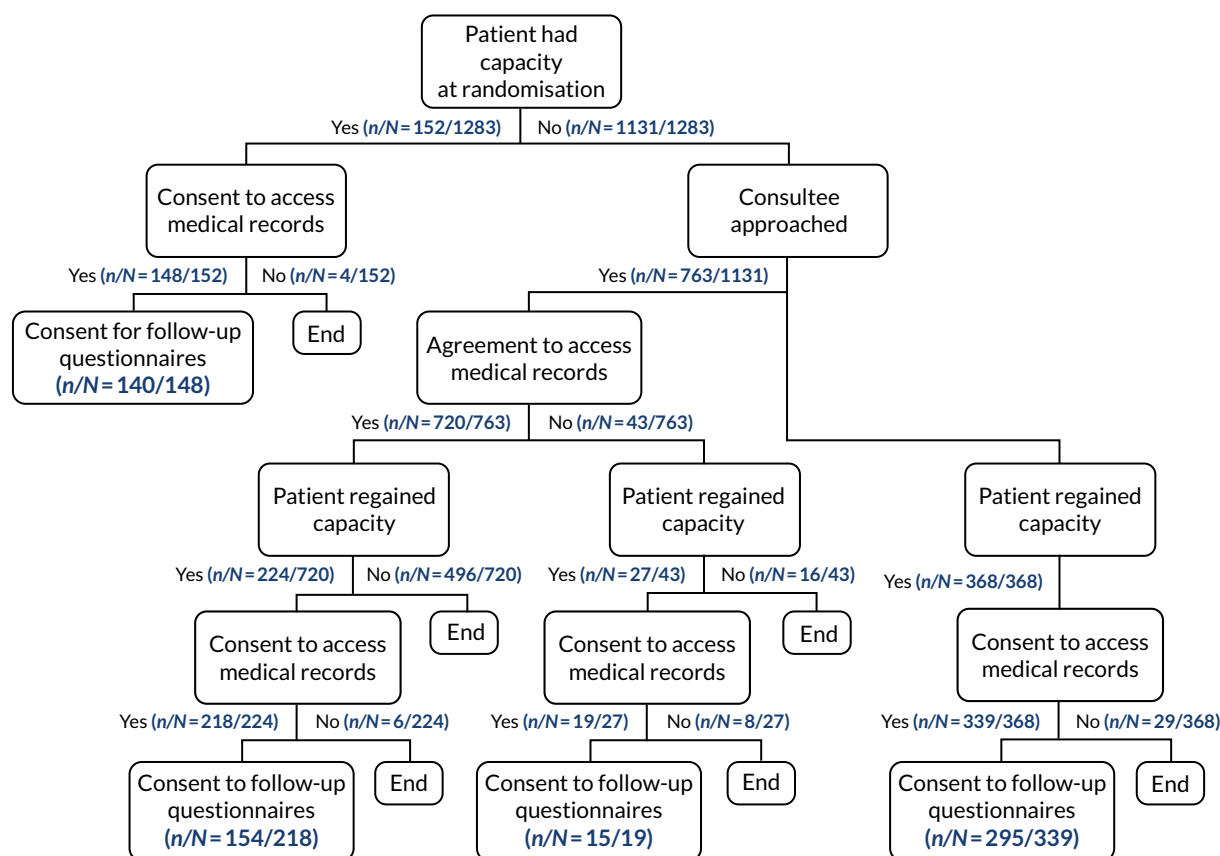 Patient had
capacity
at randomisation
Yes (n/N=152/1283)
No (n/N=1131/1283)
Consent to access
medical records
Consultee
approached
Yes (n/N=148/152)
No (n/N=4/152)
Yes (n/N=763/1131)
Consent for follow-up
questionnaires
(n/N=140/148)
End
Agreement to access
medical records
Yes (n/N=720/763)
No (n/N=43/763)
Patient regained
capacity
Patient regained
capacity
Patient regained
capacity
Yes (n/N=224/720)
No (n/N=496/720)
Yes (n/N=27/43)
No (n/N=16/43)
Yes (n/N=368/368)
Consent to access
medical records
End
Consent to access
medical records
End
Consent to access
medical records
Yes (n/N=218/224)
No (n/N=6/224)
Yes (n/N=19/27)
No (n/N=8/27)
Yes (n/N=339/368)
No (n/N=29/368)
Consent to follow-up
questionnaires
(n/N=154/218)
End
Consent to follow-up
questionnaires
(n/N=15/19)
End
Consent to follow-up
questionnaires
(n/N=295/339)
End